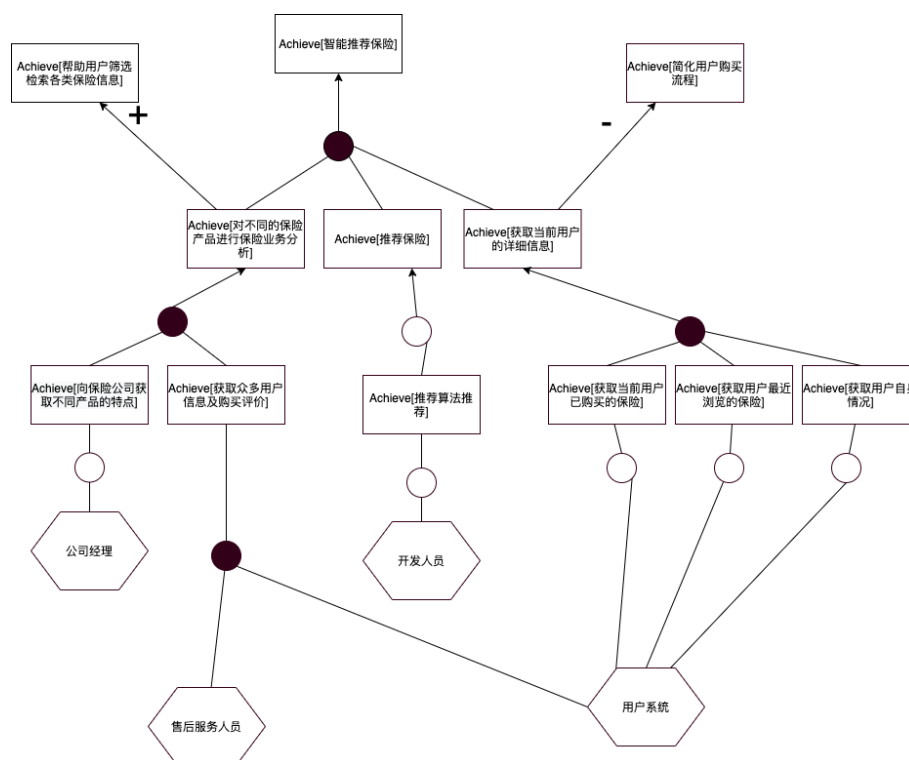 Achieve[智能推荐保险]
Achieve[帮助用户筛选
检索各类保险信息]
Achieve[简化用户购买
流程]
+
-
Achieve[对不同的保险
产品进行保险业务分
析]
Achieve[推荐保险]
Achieve[获取当前用户
的详细信息]
Achieve[向保险公司获
取不同产品的特点]
Achieve[获取众多用户
信息及购买评价]
Achieve[推荐算法推
荐]
Achieve[获取当前用户
已购买的保险]
Achieve[获取用户最近
浏览的保险]
Achieve[获取用户自身
情况]
公司经理
开发人员
售后服务人员
用户系统